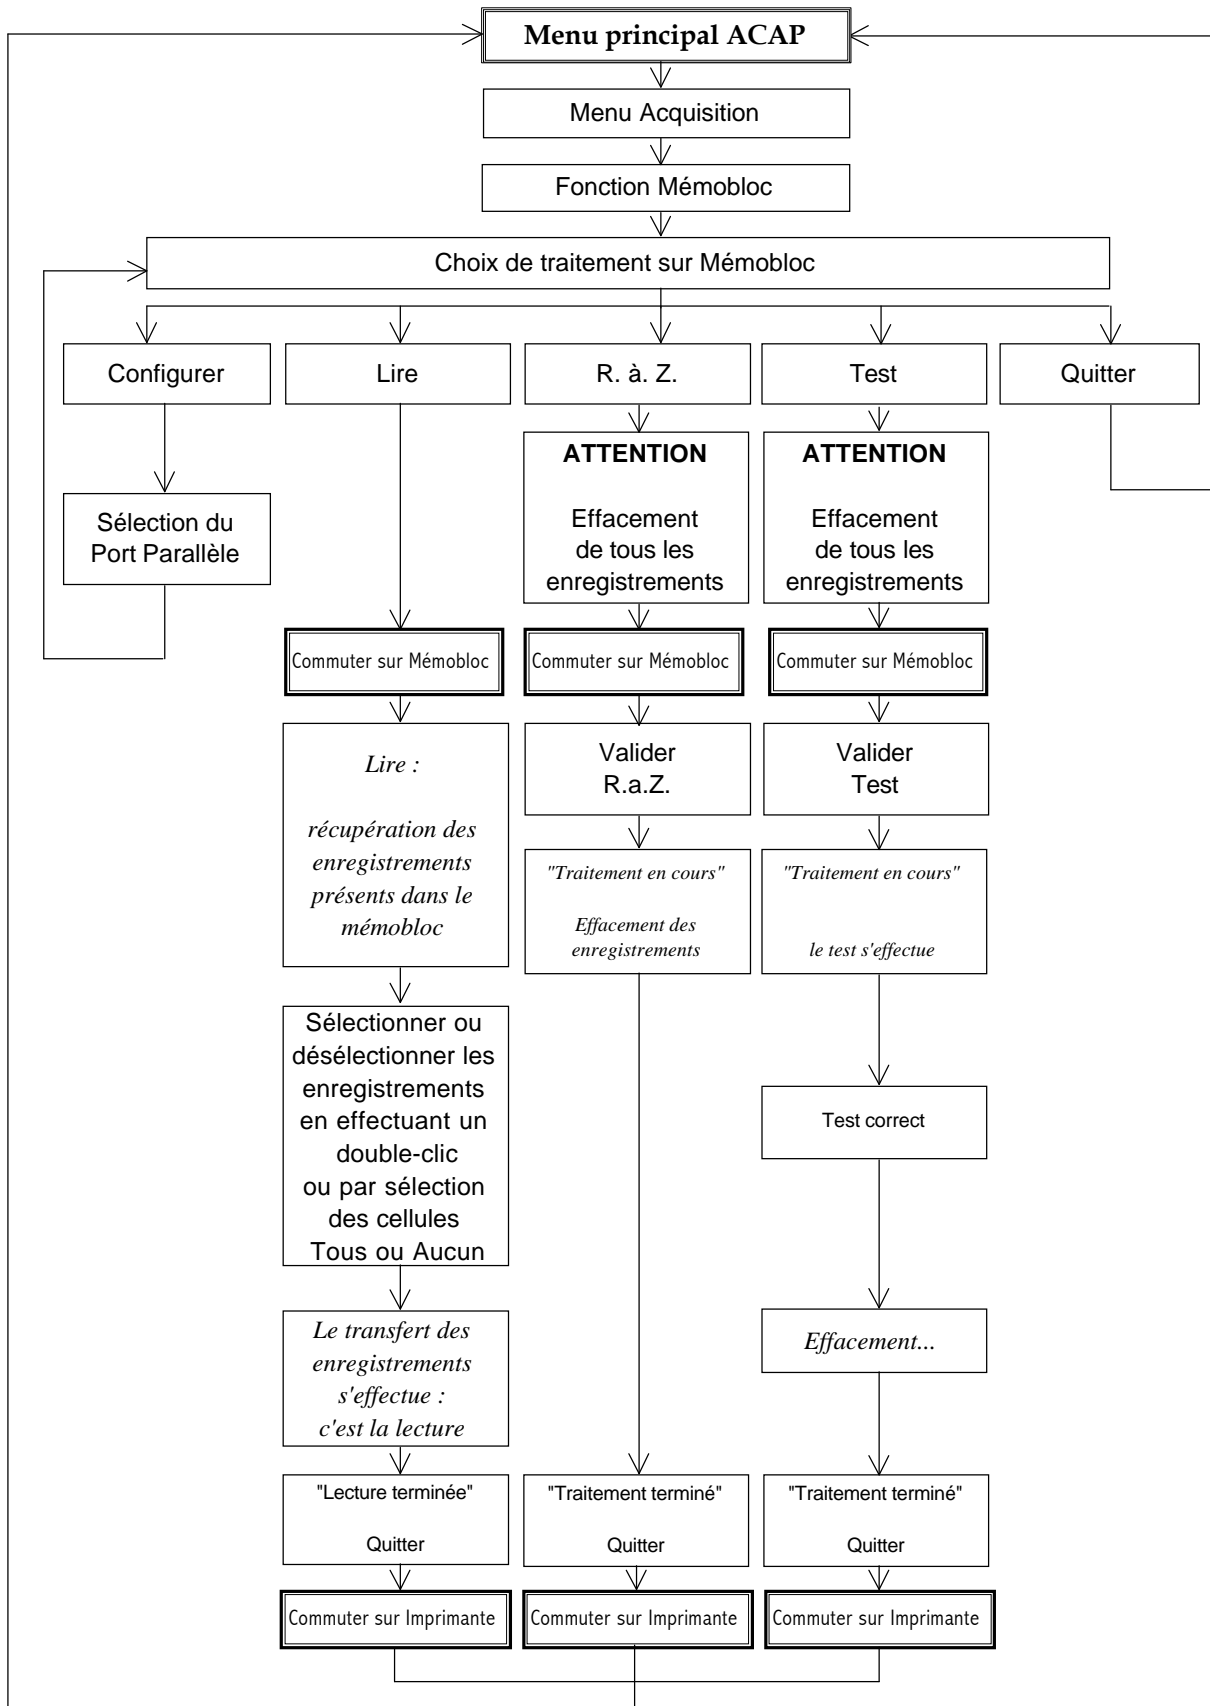 Menu principal ACAP
Menu Acquisition
Fonction Mémobloc
Choix de traitement sur Mémobloc
Configurer
Lire
R. à. Z.
Test
Quitter
Sélection du
Port Parallèle
ATTENTION
Effacement
de tous les
enregistrements
ATTENTION
Effacement
de tous les
enregistrements
Commuter sur Mémobloc
Commuter sur Mémobloc
Commuter sur Mémobloc
Lire :
récupération des
enregistrements
présents dans le
mémobloc
Valider
R.a.Z.
Valider
Test
"Traitement en cours"
Effacement des
enregistrements
"Traitement en cours"
le test s'effectue
Sélectionner ou
désélectionner les
enregistrements
en effectuant un
double-clic
ou par sélection
des cellules
Tous ou Aucun
Test correct
Le transfert des
enregistrements
s'effectue :
c'est la lecture
Effacement...
"Lecture terminée"
Quitter
"Traitement terminé"
Quitter
"Traitement terminé"
Quitter
Commuter sur Imprimante
Commuter sur Imprimante
Commuter sur Imprimante